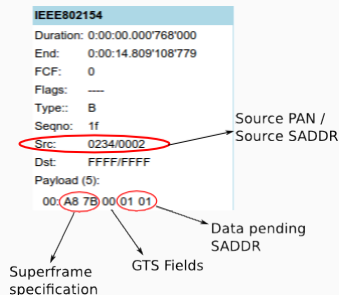 IEEE802154
Duration: 0:00:00.000'768'000
End: 0:00:14.809'108'779
FCF: 0
Flags: ----
Type:: B
Seqno: 1f
Src: 0234/0002
Dst: FFFF/FFFF
Payload (5):
00: A8 7B 00 01 01
Source PAN /
Source SADDR
Data pending
SADDR
GTS Fields
Superframe
specification